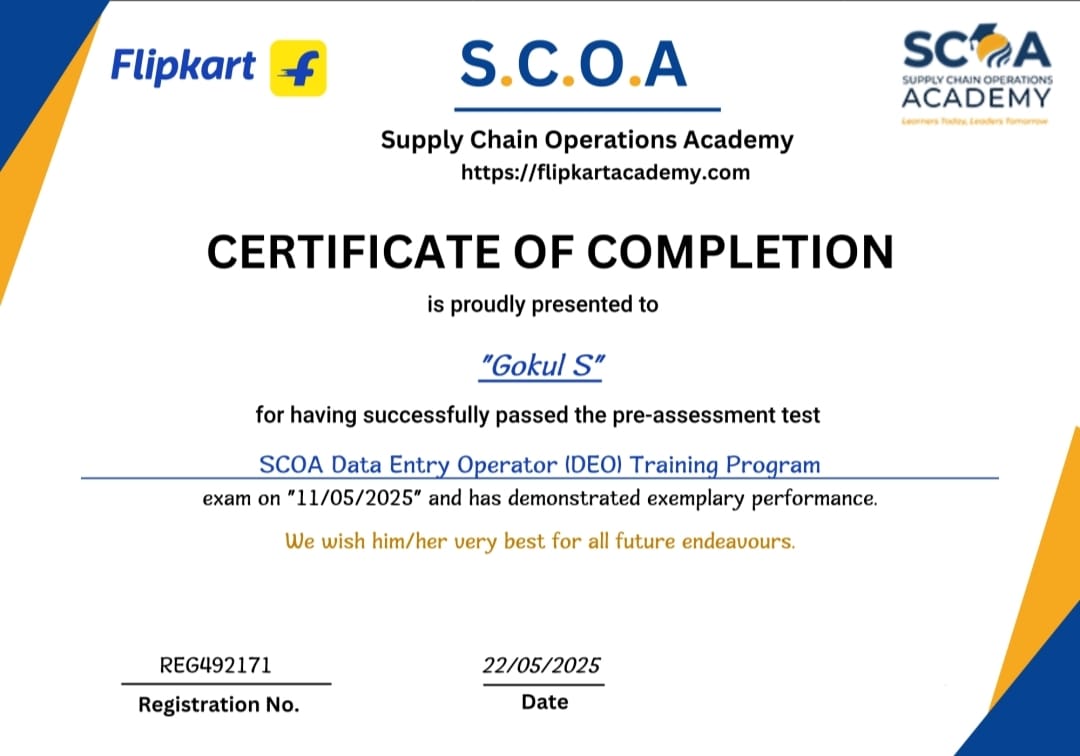 Flipkart
S.C.O.A
SCOA
SUPPLY CHAIN OPERATIONS
ACADEMY
Learners Today, Leaders Tomorrow
Supply Chain Operations Academy
https://flipkartacademy.com
CERTIFICATE OF COMPLETION
is proudly presented to
"Gokul S"
for having successfully passed the pre-assessment test
SCOA Data Entry Operator (DEO) Training Program
exam on "11/05/2025" and has demonstrated exemplary performance.
We wish him/her very best for all future endeavours.
REG492171
Registration No.
22/05/2025
Date